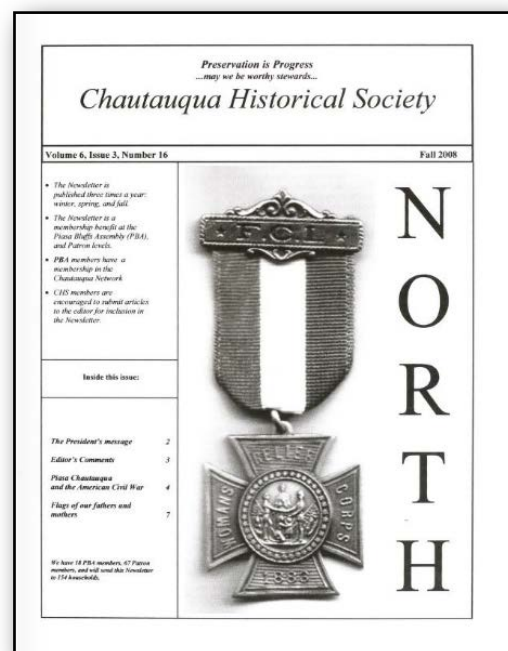 Preservation is Progress
...may we be worthy stewards...
Chautauqua Historical Society
Volume 6, Issue 3, Number 16
Fall 2008
• The Newsletter is
published three times a year:
winter, spring, and fall.
• The Newsletter is a
membership benefit at the
Piasa Bluffs Assembly (PBA),
and Patron levels.
• PBA members have a
membership in the
Chautauqua Network
• CHS members are
encouraged to submit articles
to the editor for inclusion in
the Newsletter.
Inside this issue:
The President's message 2
Editor's Comments 3
Piasa Chautauqua
and the American Civil War 4
Flags of our fathers and
mothers 7
We have 18 PBA members, 67 Patron
members, and will send this Newsletter
to 154 households.
F.C.L.
WOMANS RELIEF CORPS
1883
N
O
R
T
H